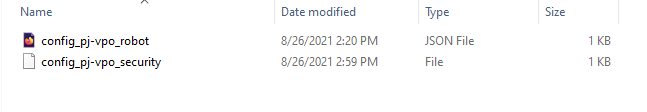 Name Date modified Type Size
config_pj-vpo_robot 8/26/2021 2:20 PM JSON File 1 KB
config_pj-vpo_security 8/26/2021 2:59 PM File 1 KB